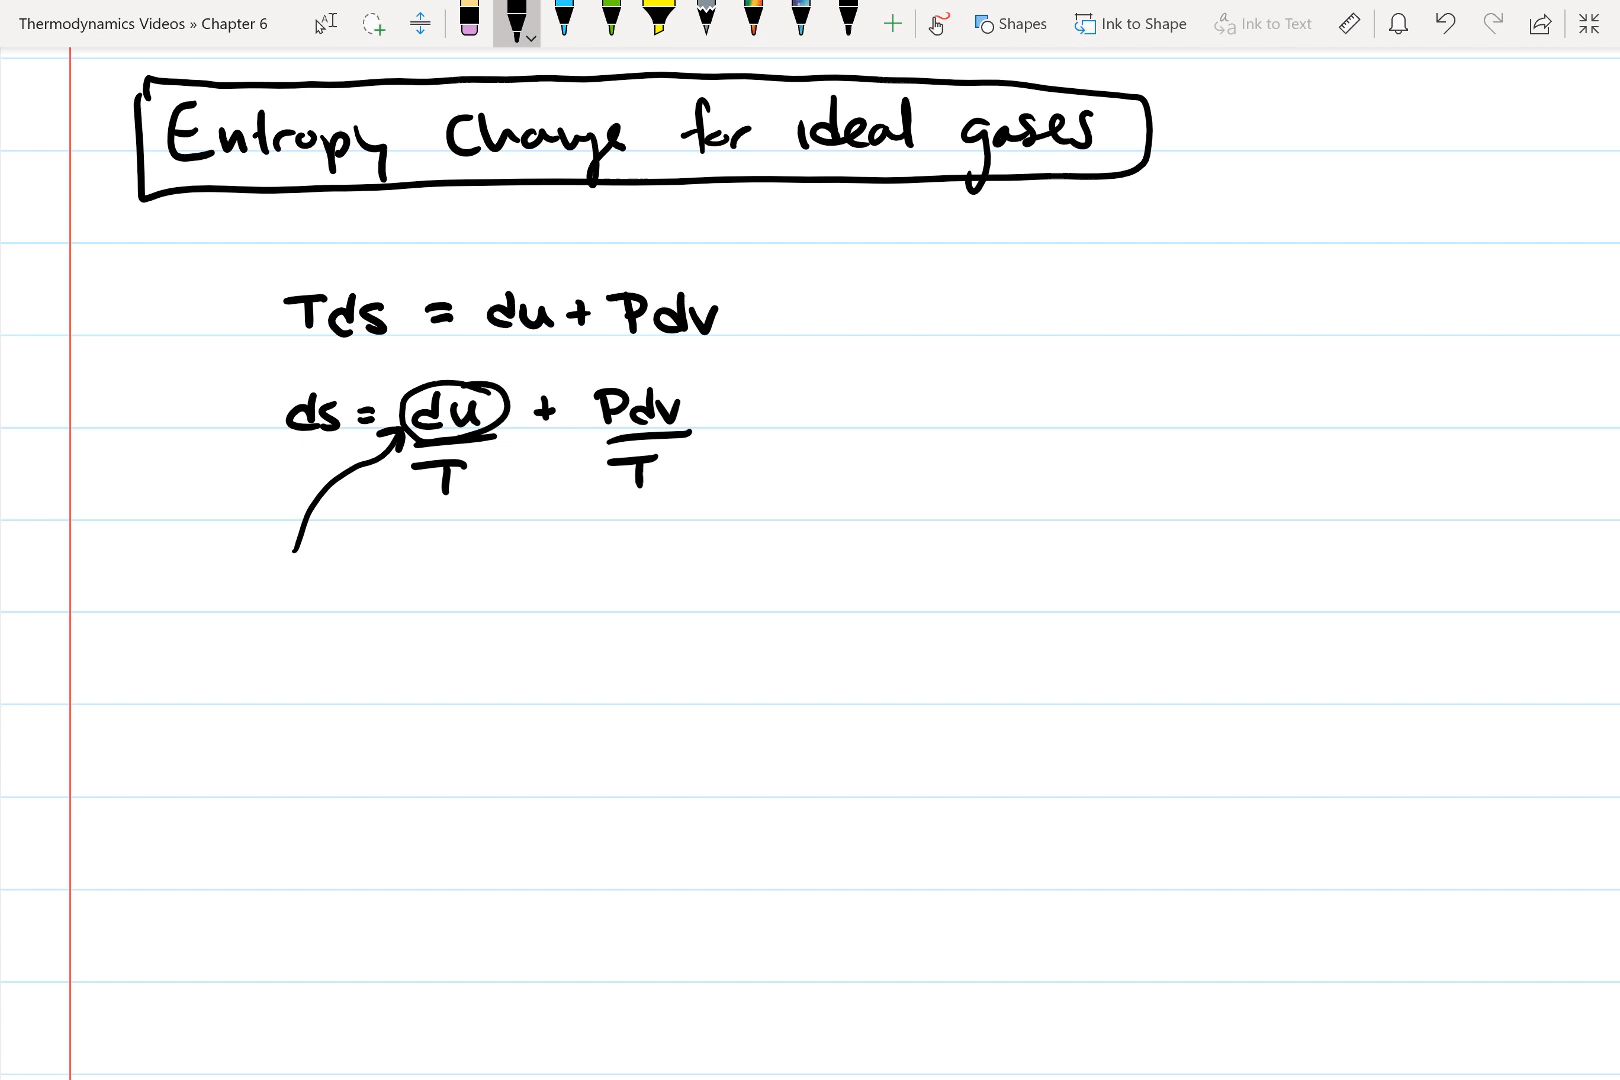 Thermodynamics Videos » Chapter 6
Shapes
Ink to Shape
Ink to Text
Entropy Change for ideal gases
Tds = du + Pdv
ds = du + Pdv
T T